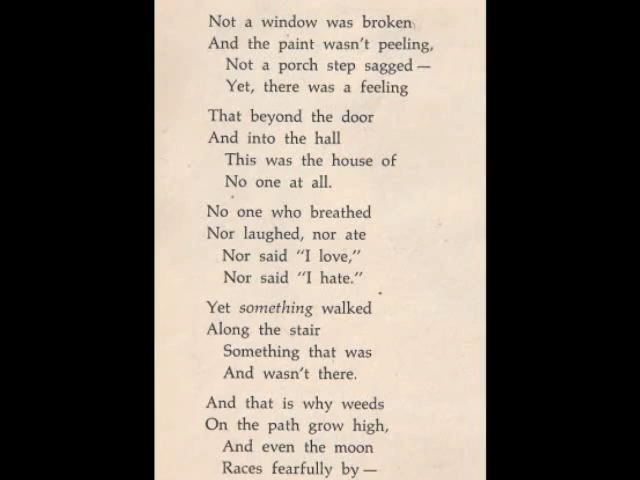 Not a window was broken
And the paint wasn't peeling,
Not a porch step sagged —
Yet, there was a feeling
That beyond the door
And into the hall
This was the house of
No one at all.
No one who breathed
Nor laughed, nor ate
Nor said "I love,"
Nor said "I hate."
Yet something walked
Along the stair
Something that was
And wasn't there.
And that is why weeds
On the path grow high,
And even the moon
Races fearfully by —